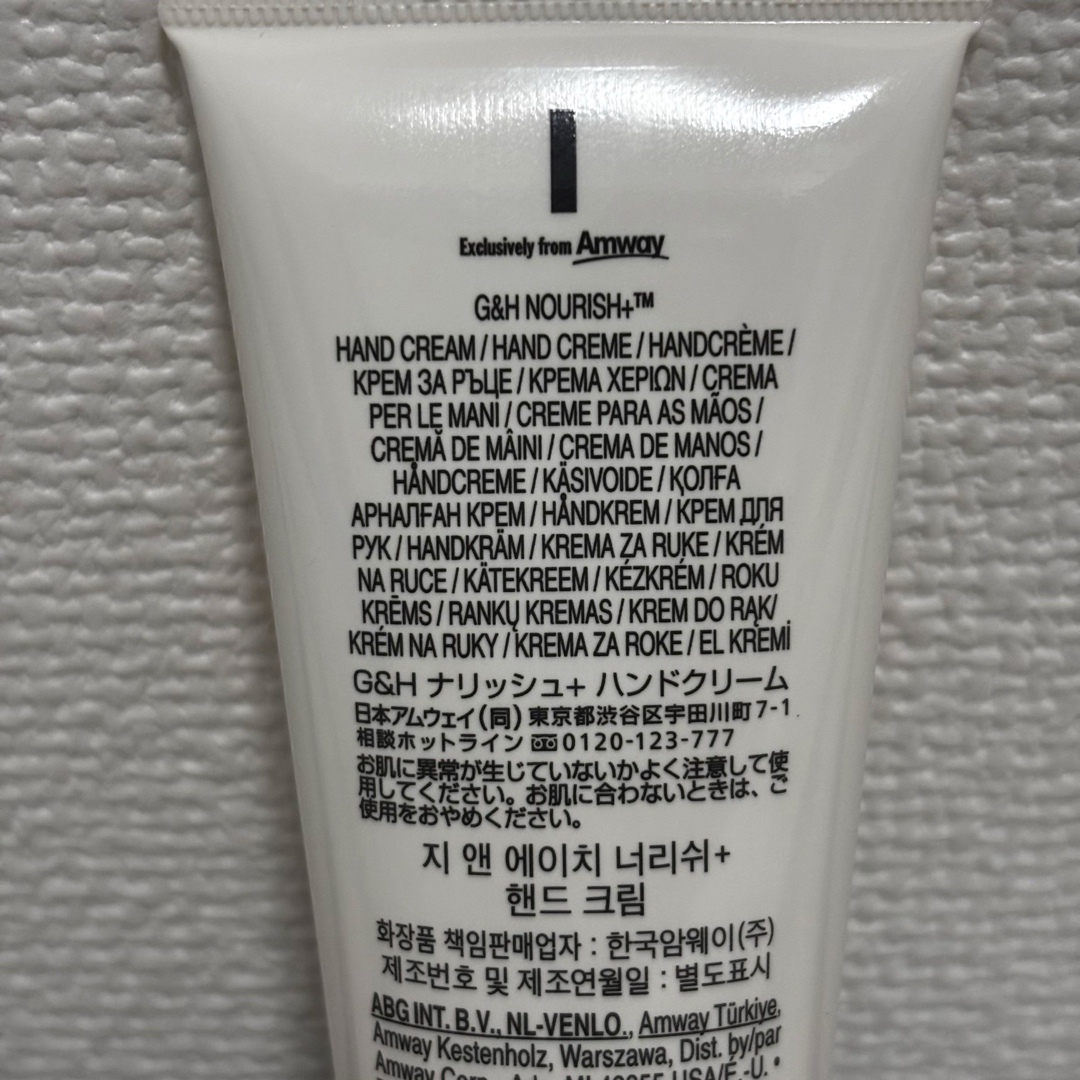 Exclusively from Amway
G&H NOURISH+™
HAND CREAM / HAND CREME / HANDCRÈME /
КРЕМ ЗА РЪЦЕ / ΚΡΕΜΑ ΧΕΡΙΩΝ / CREMA
PER LE MANI / CREME PARA AS MÃOS /
CREMĂ DE MÂINI / CREMA DE MANOS /
HÅNDCREME / KÄSIVOIDE / ҚОЛҒА
АРНАЛҒАН КРЕМ / HÅNDKREM / КРЕМ ДЛЯ
РУК / HANDKRÄM / KREMA ZA RUKE / KRÉM
NA RUCE / KÄTEKREEM / KÉZKRÉM / ROKU
KRĒMS / RANKŲ KREMAS / KREM DO RĄK/
KRÉM NA RUKY / KREMA ZA ROKE / EL KREMİ
G&H ナリッシュ+ ハンドクリーム
日本アムウェイ(同) 東京都渋谷区宇田川町7-1
相談ホットライン 0120-123-777
お肌に異常が生じていないかよく注意して使
用してください。お肌に合わないときは、ご
使用をおやめください。
지 앤 에이치 너리쉬+
핸드 크림
화장품 책임판매업자 : 한국암웨이(주)
제조번호 및 제조연월일 : 별도표시
ABG INT. B.V., NL-VENLO., Amway Türkiye,
Amway Kestenholz, Warszawa, Dist. by/par
Amway Corp., Ada, MI 49355 USA/É.-U. •